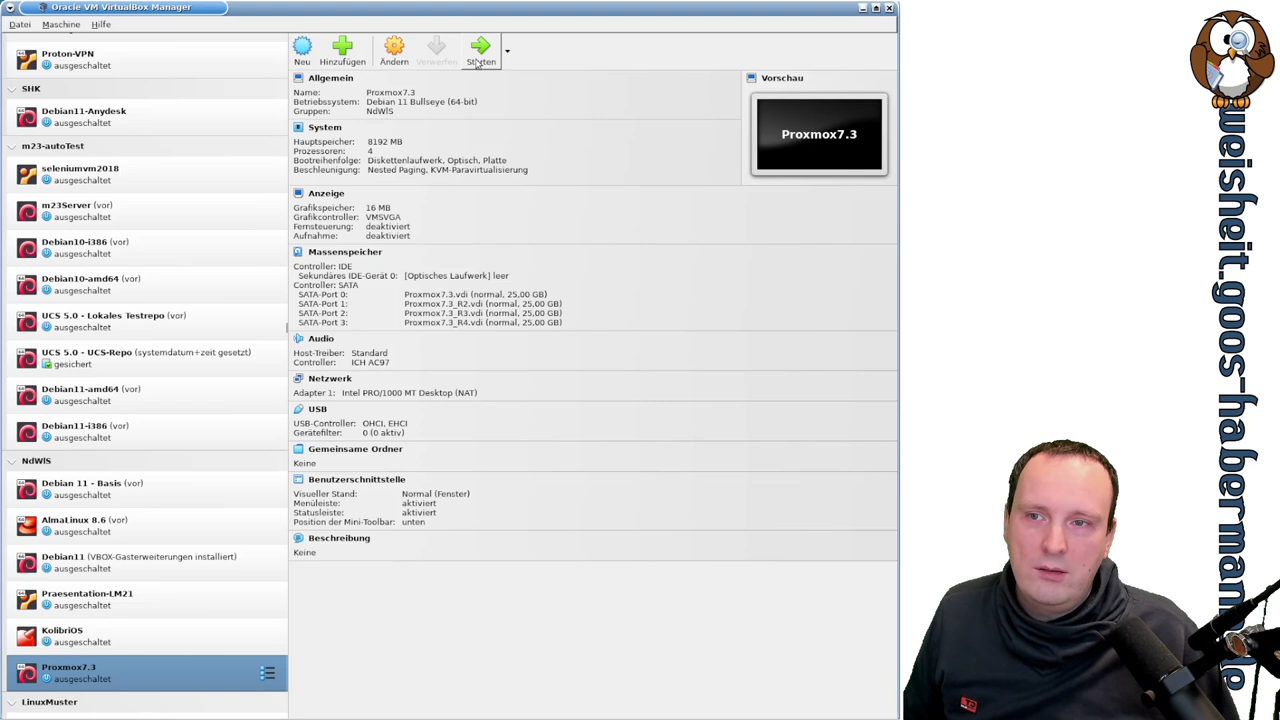 Oracle VM VirtualBox Manager
Datei Maschine Hilfe
Proton-VPN
ausgeschaltet
SHK
Debian11-Anydesk
ausgeschaltet
m23-autoTest
seleniumvm2018
ausgeschaltet
m23Server (vor)
ausgeschaltet
Debian10-i386 (vor)
ausgeschaltet
Debian10-amd64 (vor)
ausgeschaltet
UCS 5.0 - Lokales Testrepo (vor)
ausgeschaltet
UCS 5.0 - UCS-Repo (systemdatum+zeit gesetzt)
gesichert
Debian11-amd64 (vor)
ausgeschaltet
Debian11-i386 (vor)
ausgeschaltet
NdWlS
Debian 11 - Basis (vor)
ausgeschaltet
AlmaLinux 8.6 (vor)
ausgeschaltet
Debian11 (VBOX-Gasterweiterungen installiert)
ausgeschaltet
Praesentation-LM21
ausgeschaltet
KolibriOS
ausgeschaltet
Proxmox7.3
ausgeschaltet
LinuxMuster
Neu Hinzufügen Ändern Verwerfen Starten
Allgemein
Name: Proxmox7.3
Betriebssystem: Debian 11 Bullseye (64-bit)
Gruppen: NdWlS
System
Hauptspeicher: 8192 MB
Prozessoren: 4
Bootreihenfolge: Diskettenlaufwerk, Optisch, Platte
Beschleunigung: Nested Paging, KVM-Paravirtualisierung
Anzeige
Grafikspeicher: 16 MB
Grafikcontroller: VMSVGA
Fernsteuerung: deaktiviert
Aufnahme: deaktiviert
Massenspeicher
Controller: IDE
Sekundäres IDE-Gerät 0: [Optisches Laufwerk] leer
Controller: SATA
SATA-Port 0: Proxmox7.3.vdi (normal, 25,00 GB)
SATA-Port 1: Proxmox7.3_R2.vdi (normal, 25,00 GB)
SATA-Port 2: Proxmox7.3_R3.vdi (normal, 25,00 GB)
SATA-Port 3: Proxmox7.3_R4.vdi (normal, 25,00 GB)
Audio
Host-Treiber: Standard
Controller: ICH AC97
Netzwerk
Adapter 1: Intel PRO/1000 MT Desktop (NAT)
USB
USB-Controller: OHCI, EHCI
Gerätefilter: 0 (0 aktiv)
Gemeinsame Ordner
Keine
Benutzerschnittstelle
Visueller Stand: Normal (Fenster)
Menüleiste: aktiviert
Statusleiste: aktiviert
Position der Mini-Toolbar: unten
Beschreibung
Keine
Vorschau
Proxmox7.3